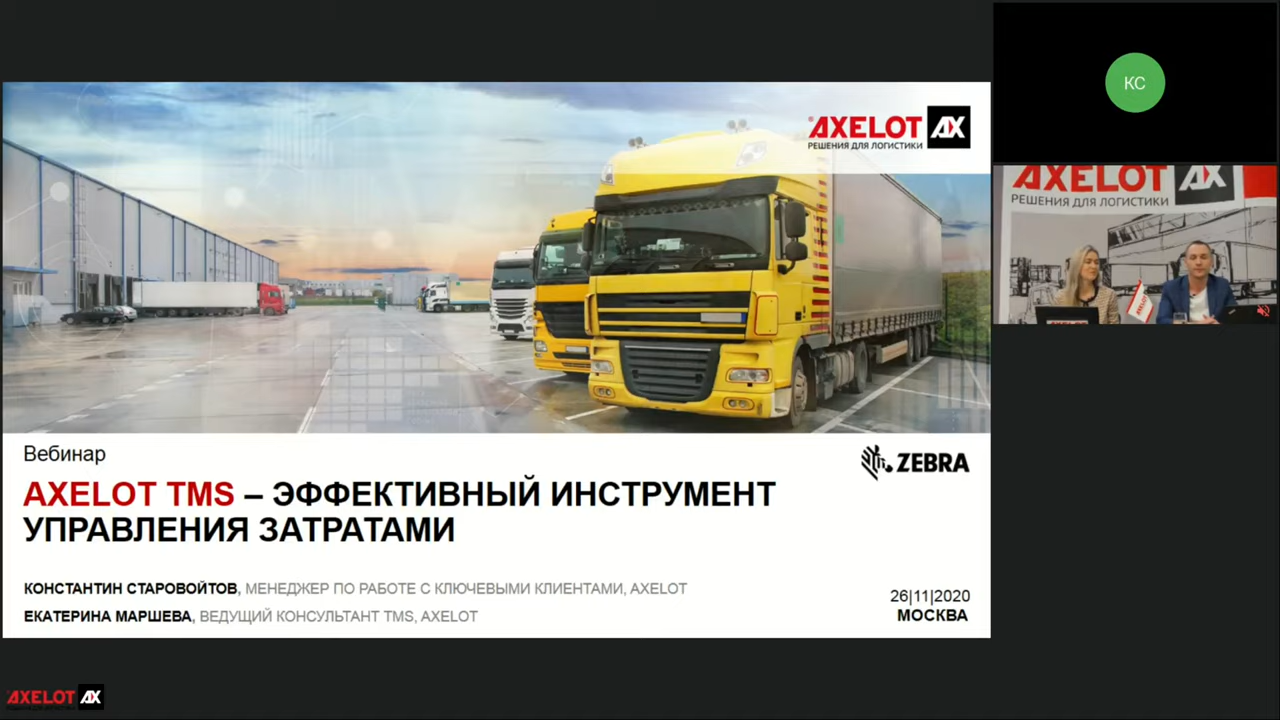 AXELOT AX
РЕШЕНИЯ ДЛЯ ЛОГИСТИКИ
КС
AXELOT AX
РЕШЕНИЯ ДЛЯ ЛОГИСТИКИ
AXELOT
Вебинар
ZEBRA
AXELOT TMS – ЭФФЕКТИВНЫЙ ИНСТРУМЕНТ
УПРАВЛЕНИЯ ЗАТРАТАМИ
КОНСТАНТИН СТАРОВОЙТОВ, МЕНЕДЖЕР ПО РАБОТЕ С КЛЮЧЕВЫМИ КЛИЕНТАМИ, AXELOT
ЕКАТЕРИНА МАРШЕВА, ВЕДУЩИЙ КОНСУЛЬТАНТ TMS, AXELOT
26|11|2020
МОСКВА
AXELOT AX